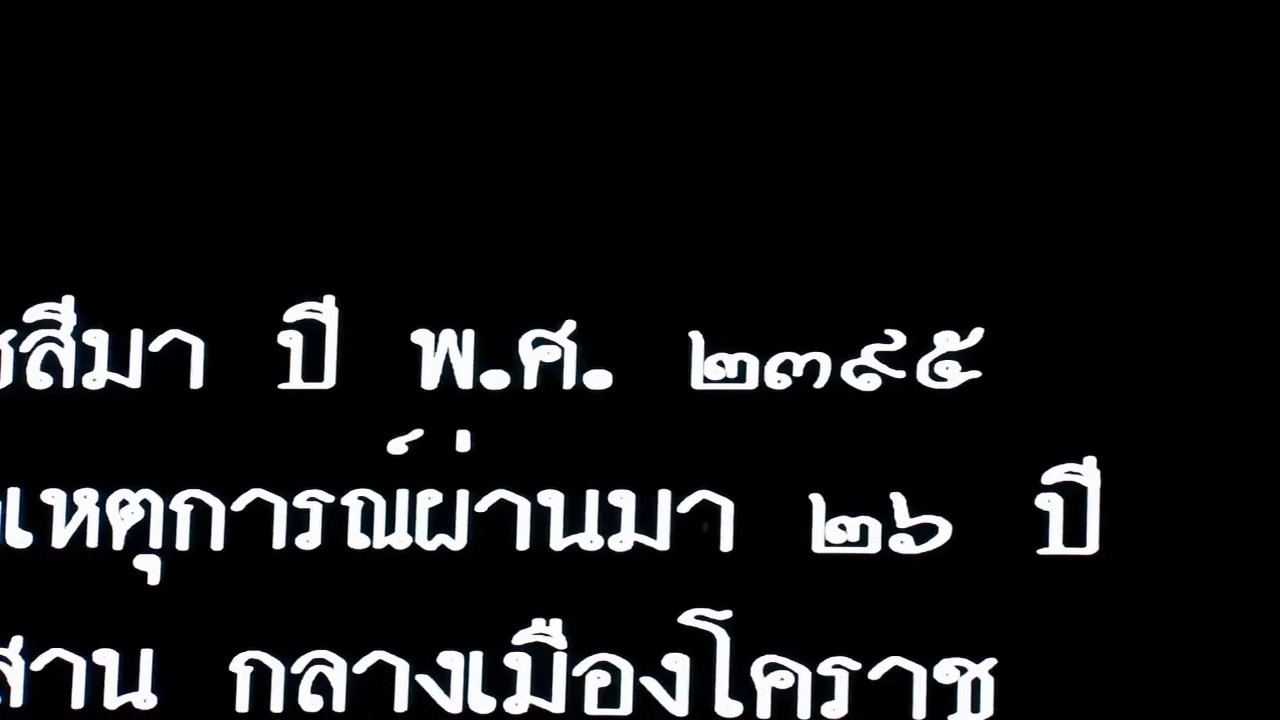 สีมา ปี พ.ศ. ๒๓๙๕
เหตุการณ์ผ่านมา ๒๖ ปี
สาน กลางเมืองโคราช